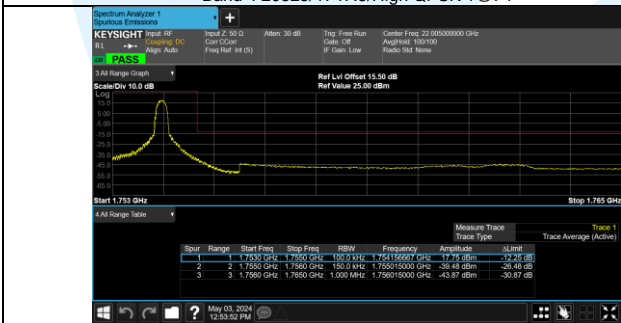 Spectrum Analyzer 1
Spurious Emissions
+
KEYSIGHT Input: RF Input Z: 50 Ω Atten: 30 dB Trig: Free Run Center Freq: 22.005000000 GHz
R L Coupling: DC Corr CCorr Gate: Off Avg|Hold: 100/100
Align: Auto Freq Ref: Int (S) IF Gain: Low Radio Std: None
PASS
3 All Range Graph
Ref Lvl Offset 15.50 dB
Scale/Div 10.0 dB Ref Value 25.00 dBm
Log
15.0
5.00
-5.00
-15.0
-25.0
-35.0
-45.0
-55.0
-65.0
Start 1.753 GHz Stop 1.765 GHz
4 All Range Table
Measure Trace Trace 1
Trace Type Trace Average (Active)
Spur Range Start Freq Stop Freq RBW Frequency Amplitude ΔLimit
1 1 1.7530 GHz 1.7550 GHz 100.0 kHz 1.754156667 GHz 17.75 dBm -12.25 dB
2 2 1.7550 GHz 1.7560 GHz 150.0 kHz 1.755015000 GHz -39.48 dBm -26.48 dB
3 3 1.7560 GHz 1.7650 GHz 1.000 MHz 1.756015000 GHz -43.87 dBm -30.87 dB
?
May 03, 2024
12:53:52 PM